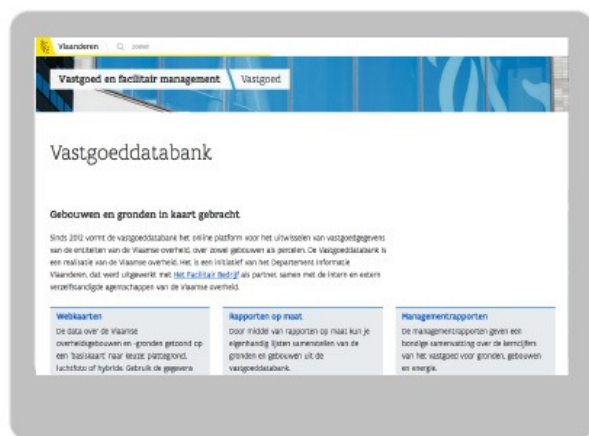 Vlaanderen
zoeken
Vastgoed en facilitair management
Vastgoed
Vastgoeddatabank
Gebouwen en gronden in kaart gebracht
Sinds 2012 vormt de vastgoeddatabank het online platform voor het uitwisselen van vastgoedgegevens
van de entiteiten van de Vlaamse overheid, over zowel gebouwen als percelen. De Vastgoeddatabank is
een realisatie van de Vlaamse overheid. Het is een initiatief van het Departement Informatie
Vlaanderen, dat werd uitgewerkt met Het Facilitair Bedrijf als partner, samen met de intern en extern
verzelfstandigde agentschappen van de Vlaamse overheid.
Webkaarten
De data over de Vlaamse
overheidsgebouwen en -gronden getoond op
een 'basiskaart' naar keuze: plattegrond,
luchtfoto of hybride. Gebruik de gegevens
Rapporten op maat
Door middel van rapporten op maat kun je
eigenhandig lijsten samenstellen van de
gronden en gebouwen uit de
vastgoeddatabank.
Managementrapporten
De managementrapporten geven een
bondige samenvatting over de kerncijfers
van het vastgoed voor gronden, gebouwen
en energie.